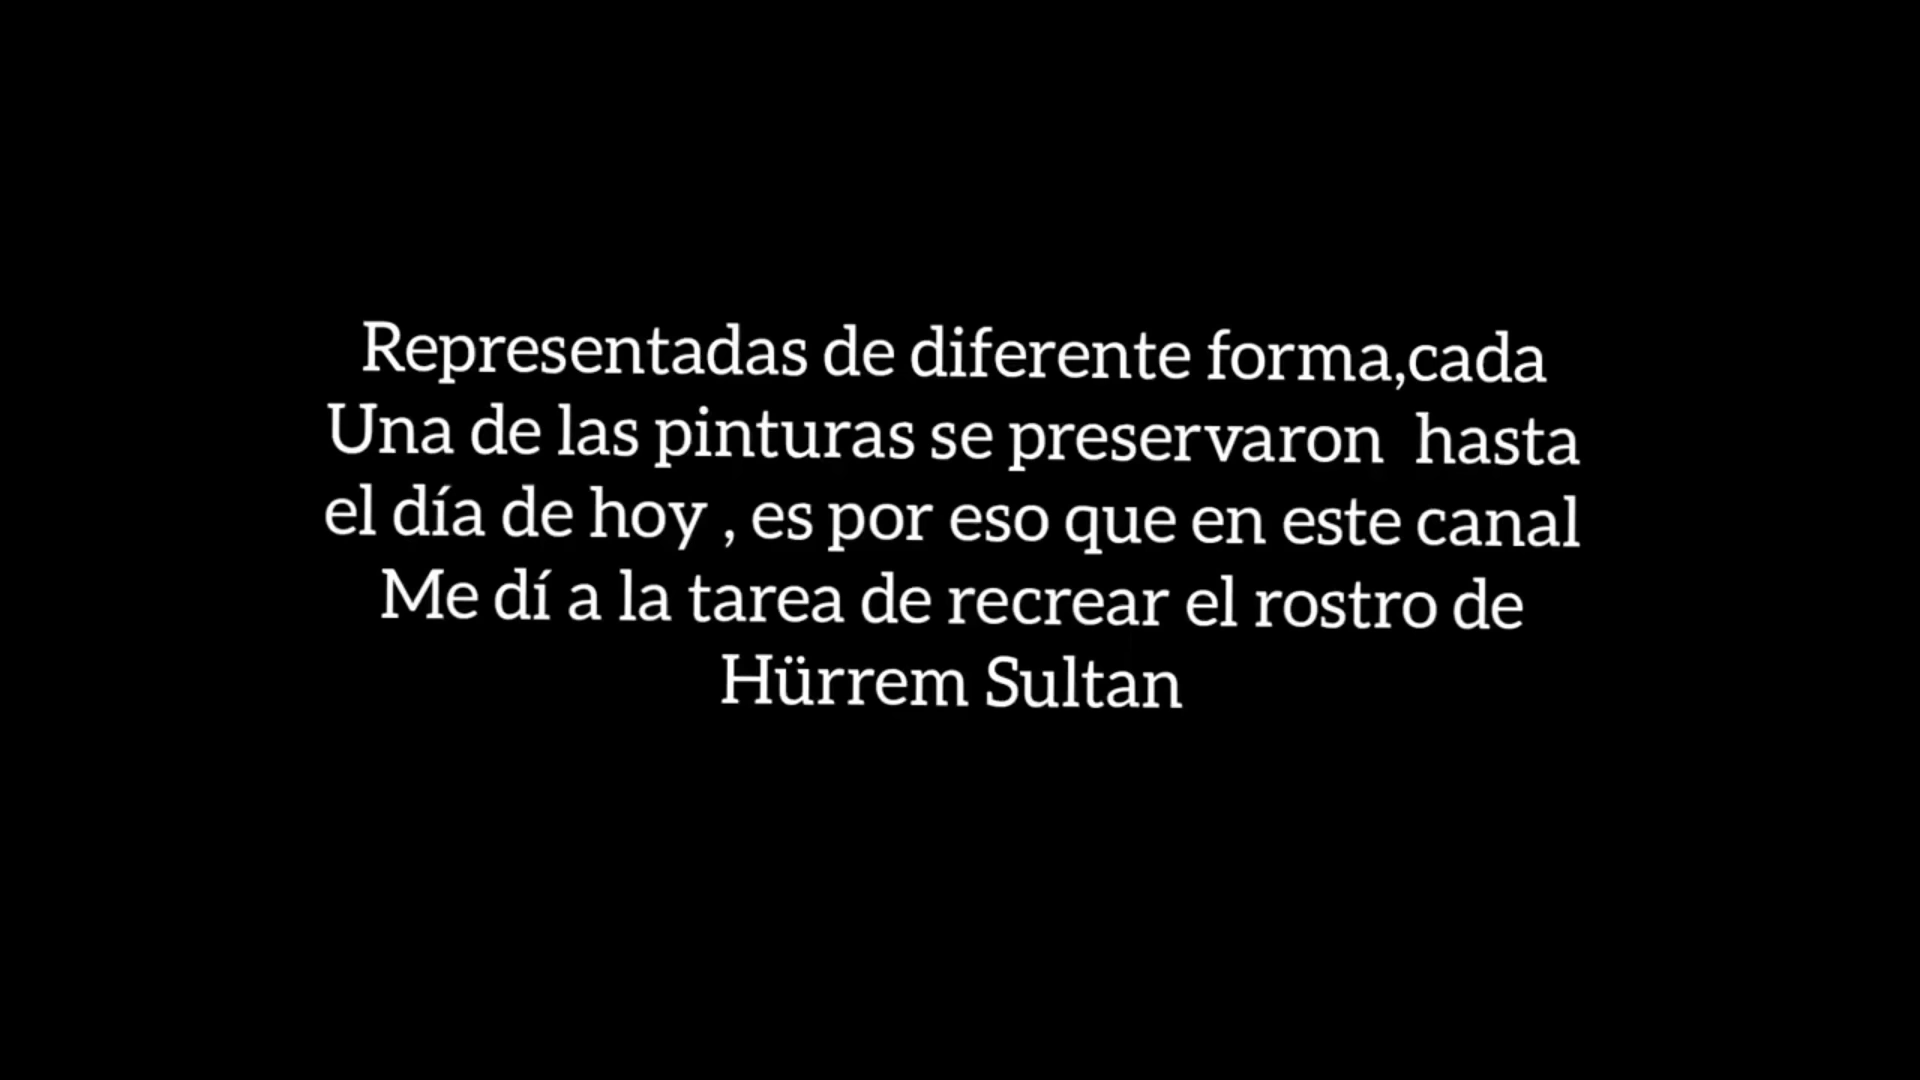 Representadas de diferente forma,cada
Una de las pinturas se preservaron  hasta
el día de hoy , es por eso que en este canal
Me dí a la tarea de recrear el rostro de
Hürrem Sultan